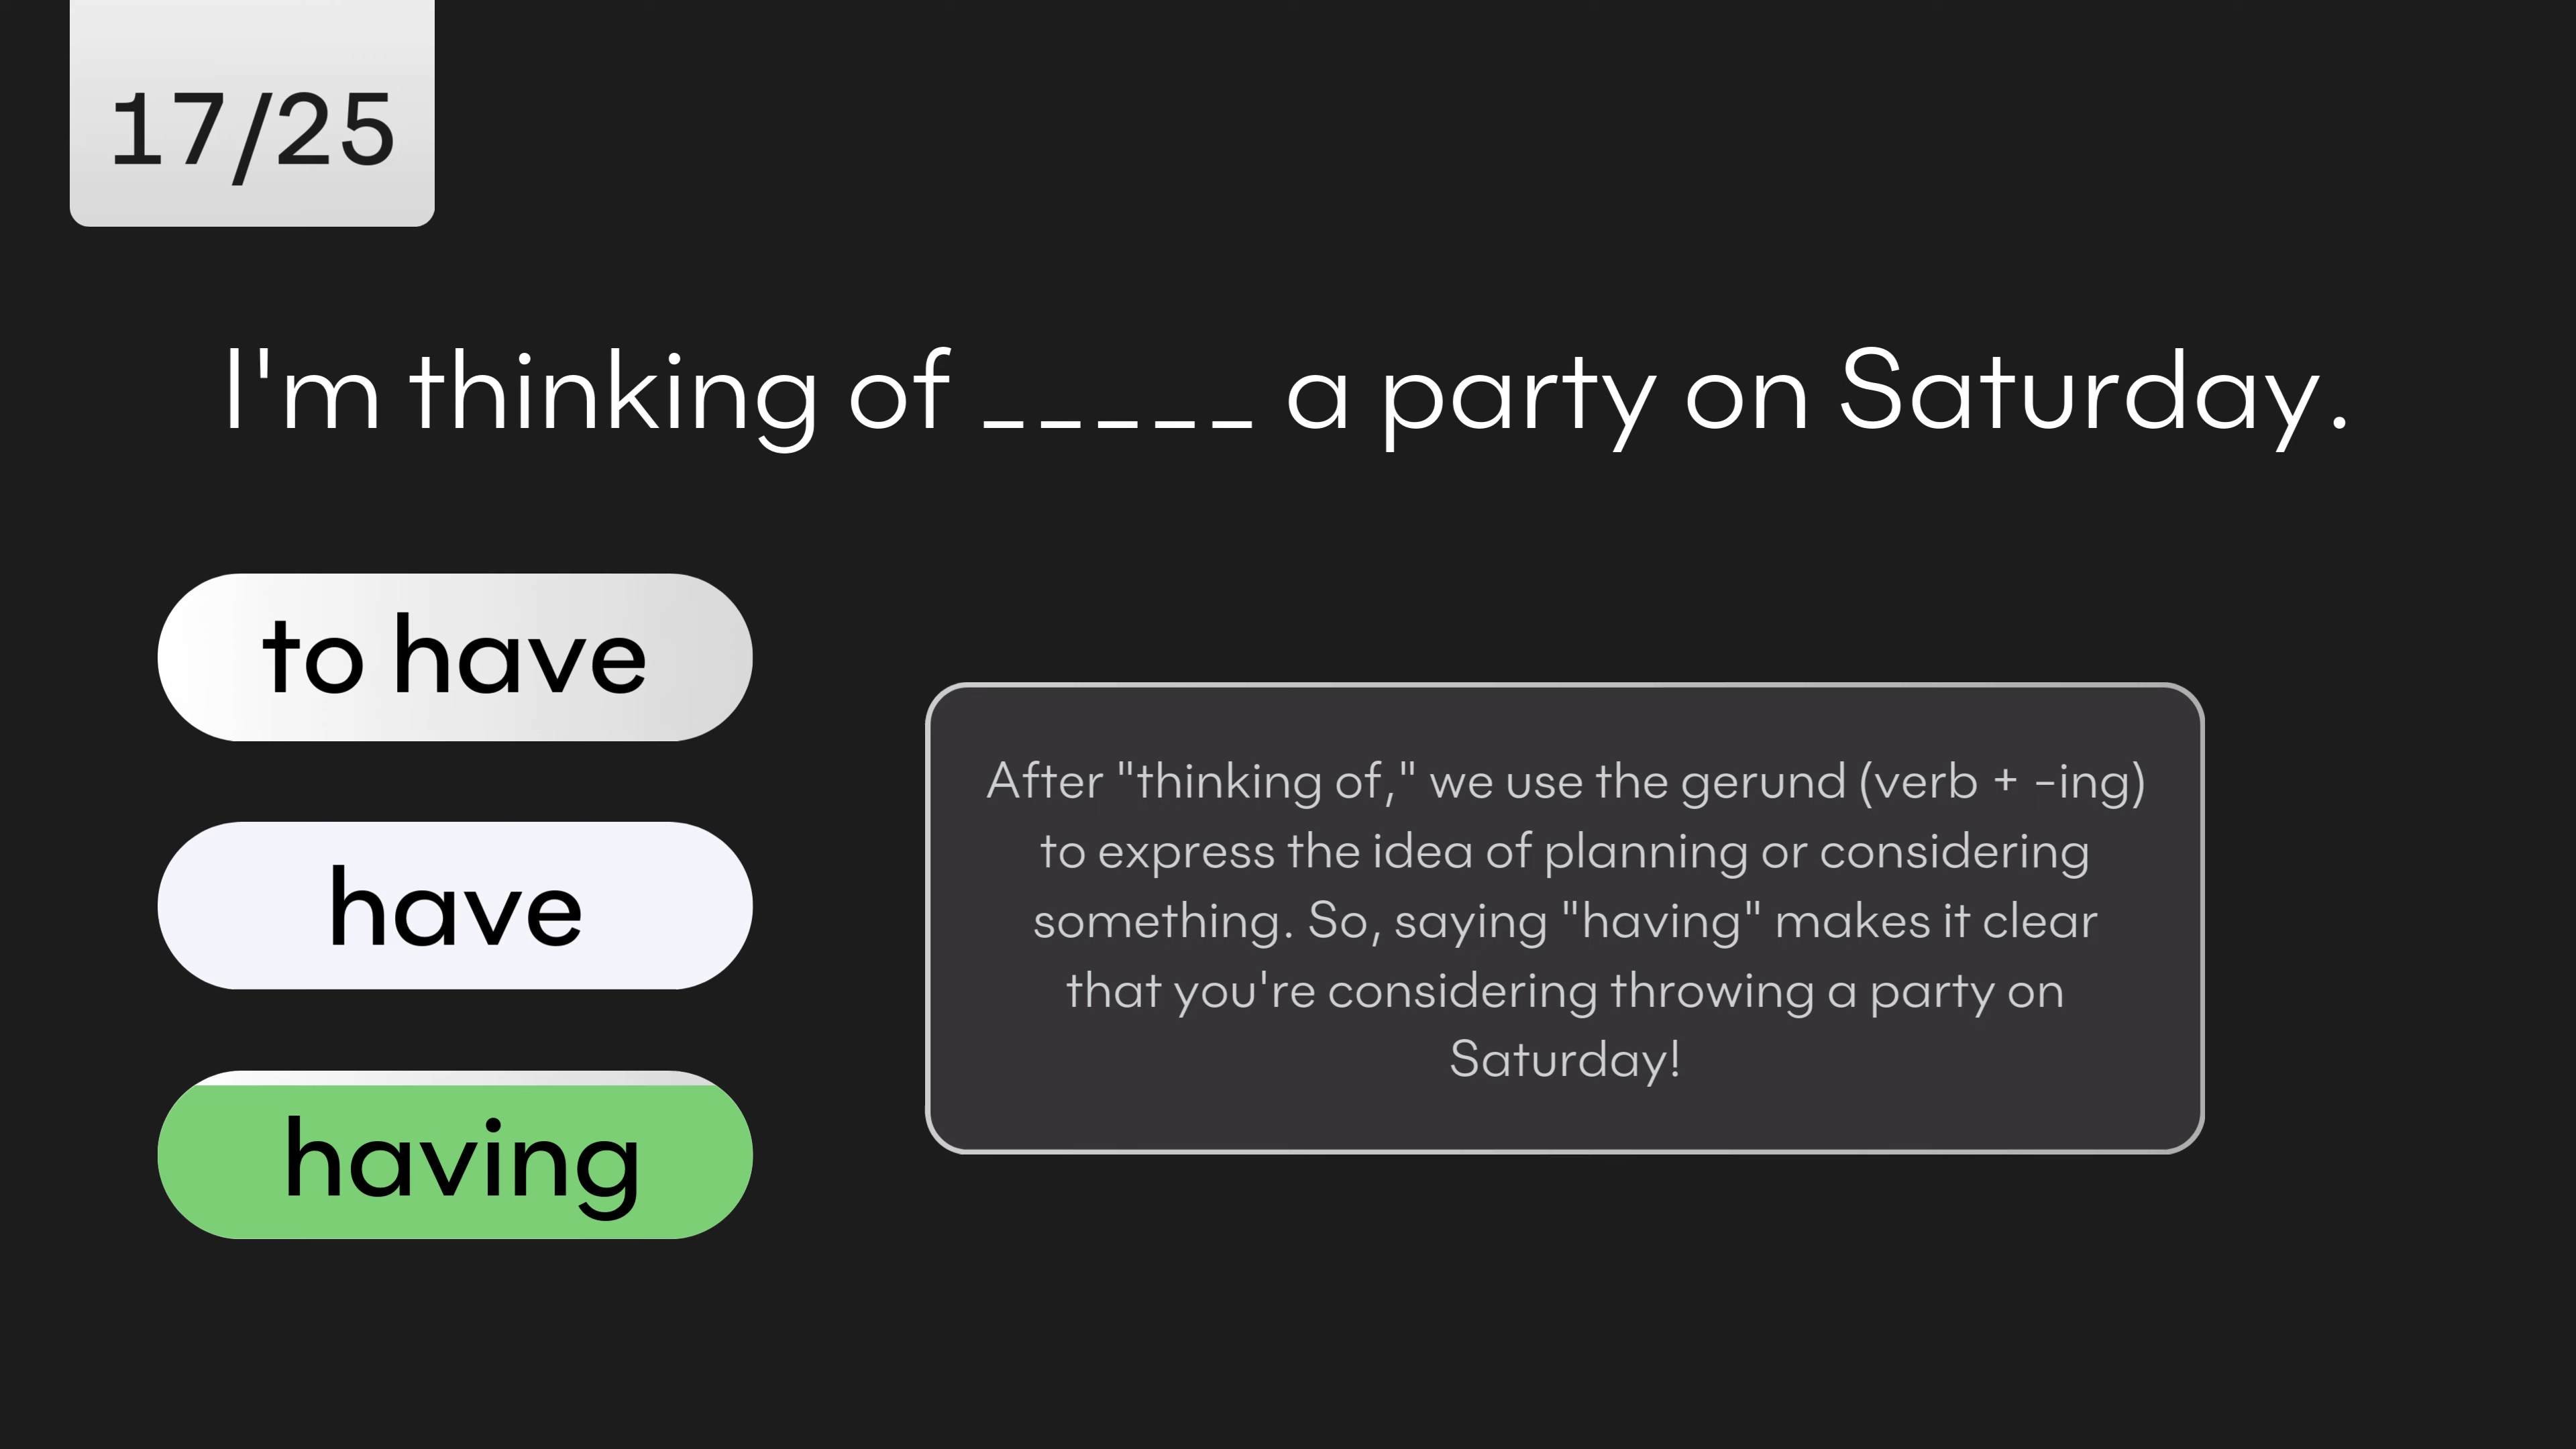 17/25
I'm thinking of _____ a party on Saturday.
to have
have
having
After "thinking of," we use the gerund (verb + -ing)
to express the idea of planning or considering
something. So, saying "having" makes it clear
that you're considering throwing a party on
Saturday!